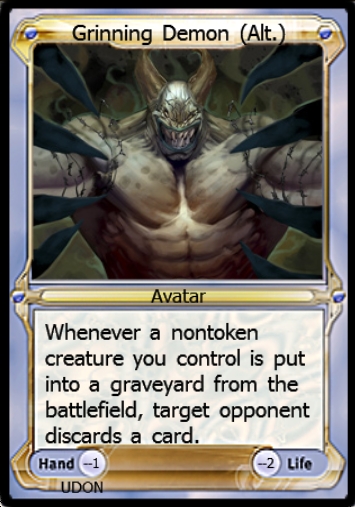 Grinning Demon (Alt.)
Avatar
Whenever a nontoken
creature you control is put
into a graveyard from the
battlefield, target opponent
discards a card.
Hand --1 --2 Life
UDON